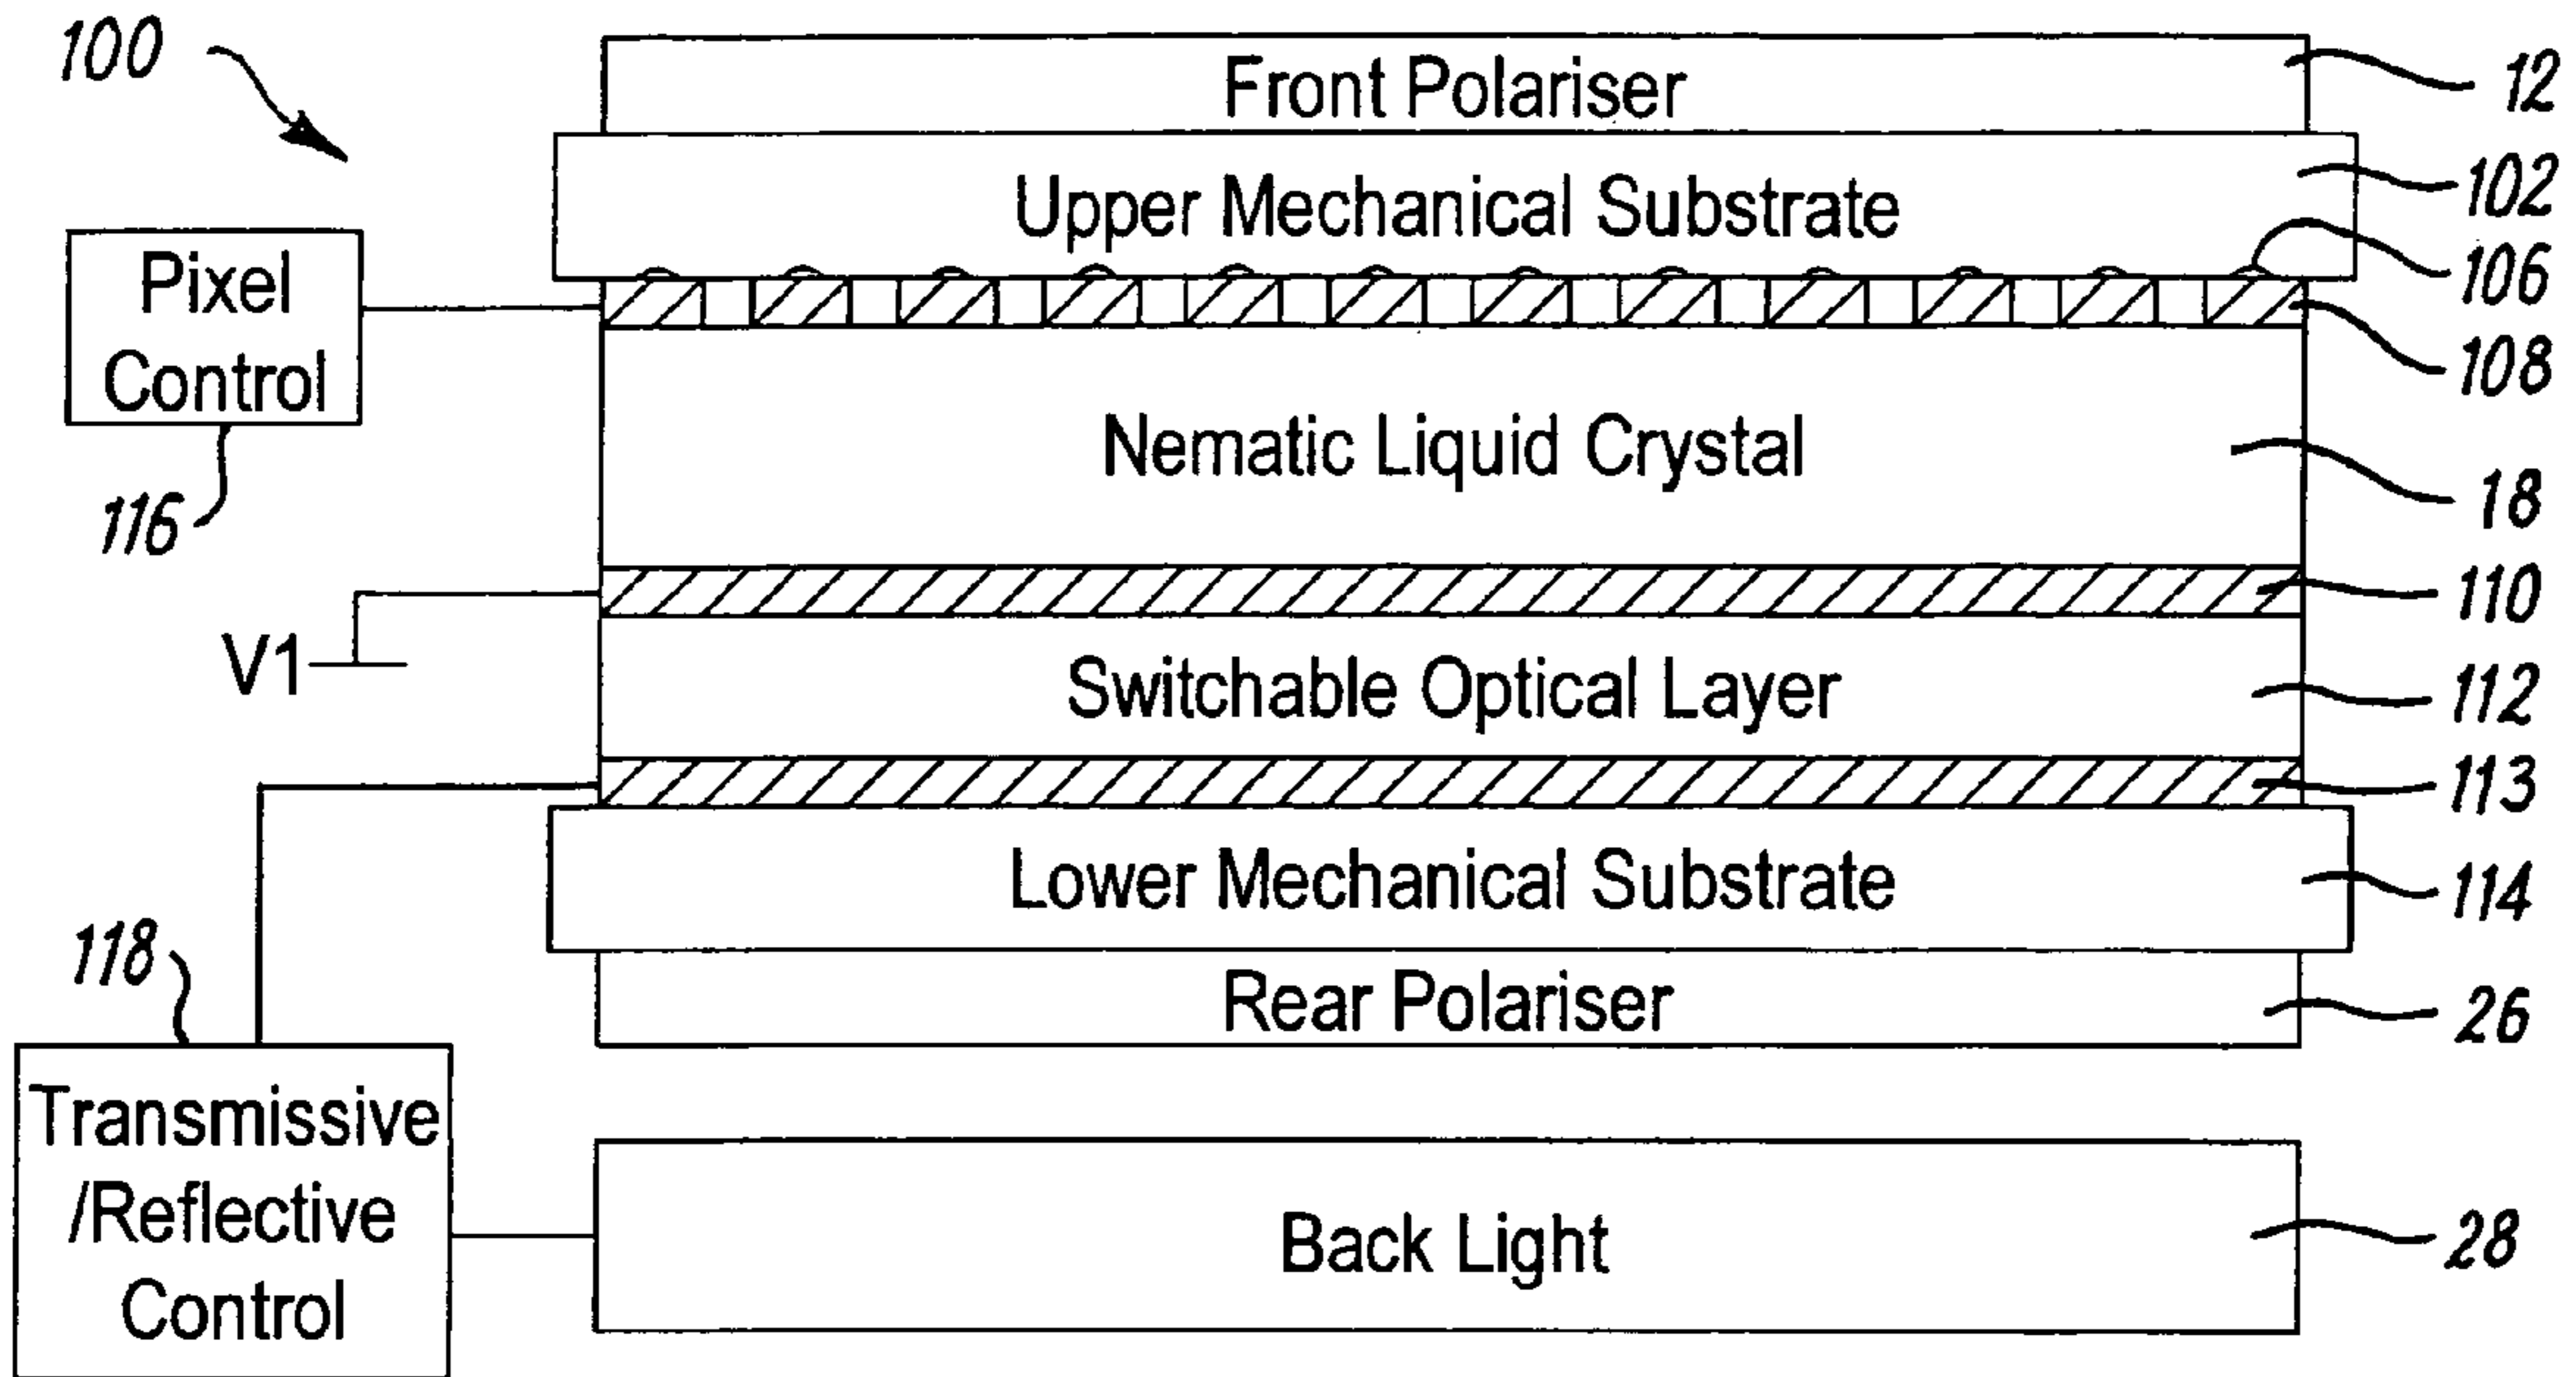 100
Front Polariser
12
Upper Mechanical Substrate
102
106
108
Pixel
Control
116
Nematic Liquid Crystal
18
110
V1
Switchable Optical Layer
112
113
Lower Mechanical Substrate
114
118
Rear Polariser
26
Transmissive
/Reflective
Control
Back Light
28